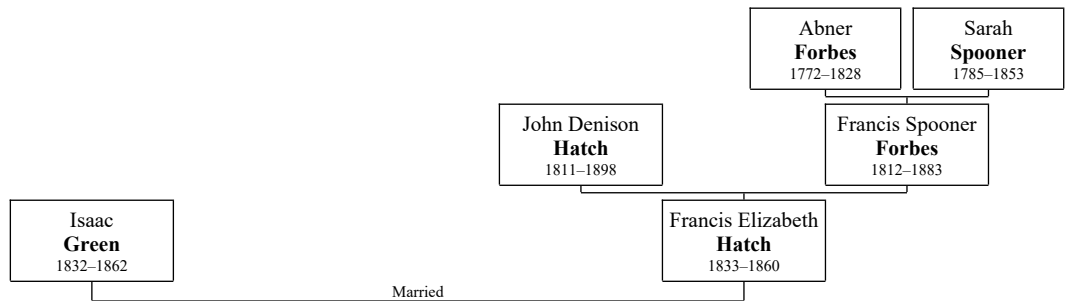 Abner
Forbes
1772–1828
Sarah
Spooner
1785–1853
John Denison
Hatch
1811–1898
Francis Spooner
Forbes
1812–1883
Isaac
Green
1832–1862
Francis Elizabeth
Hatch
1833–1860
Married